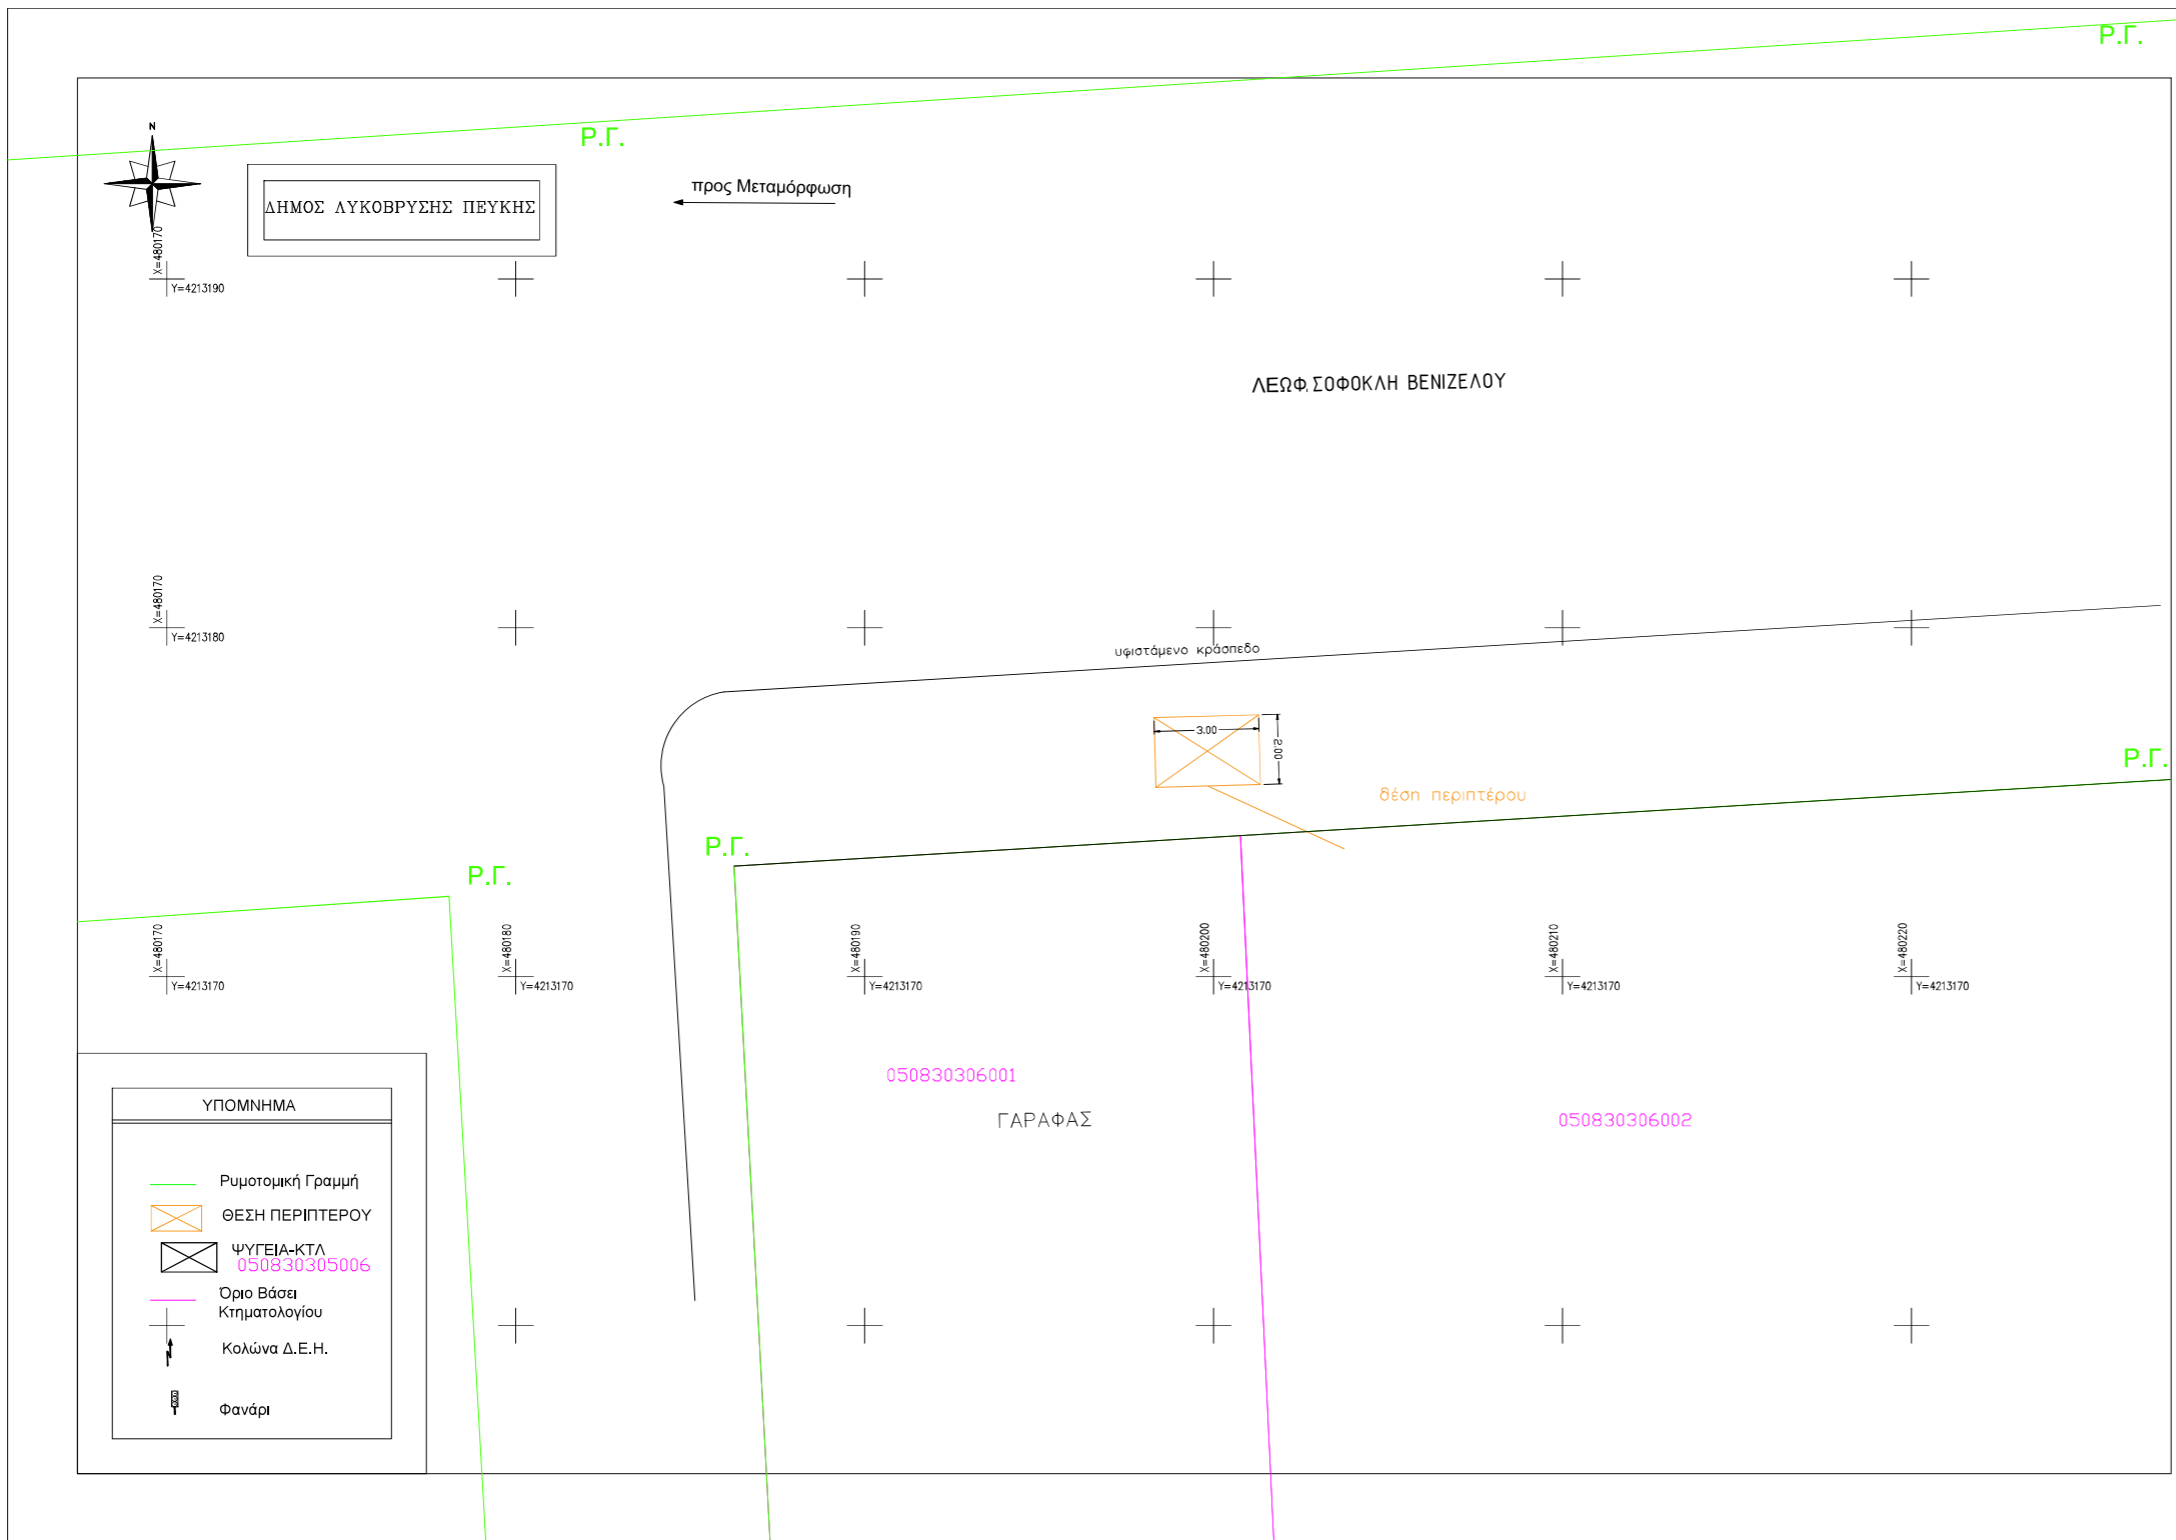 Ρ.Γ.
Ρ.Γ.
N
ΔΗΜΟΣ ΛΥΚΟΒΡΥΣΗΣ ΠΕΥΚΗΣ
προς Μεταμόρφωση
X=480170
Y=4213190
ΛΕΩΦ. ΣΟΦΟΚΛΗ ΒΕΝΙΖΕΛΟΥ
X=480170
Y=4213180
υφιστάμενο κράσπεδο
3.00
2.00
Ρ.Γ.
θέση περιπτέρου
Ρ.Γ.
Ρ.Γ.
X=480170
Y=4213170
X=480180
Y=4213170
X=480190
Y=4213170
X=480200
Y=4213170
X=480210
Y=4213170
X=480220
Y=4213170
050830306001
ΓΑΡΑΦΑΣ
050830306002
ΥΠΟΜΝΗΜΑ
Ρυμοτομική Γραμμή
ΘΕΣΗ ΠΕΡΙΠΤΕΡΟΥ
ΨΥΓΕΙΑ-ΚΤΛ
050830305006
Όριο Βάσει
Κτηματολογίου
Κολώνα Δ.Ε.Η.
Φανάρι